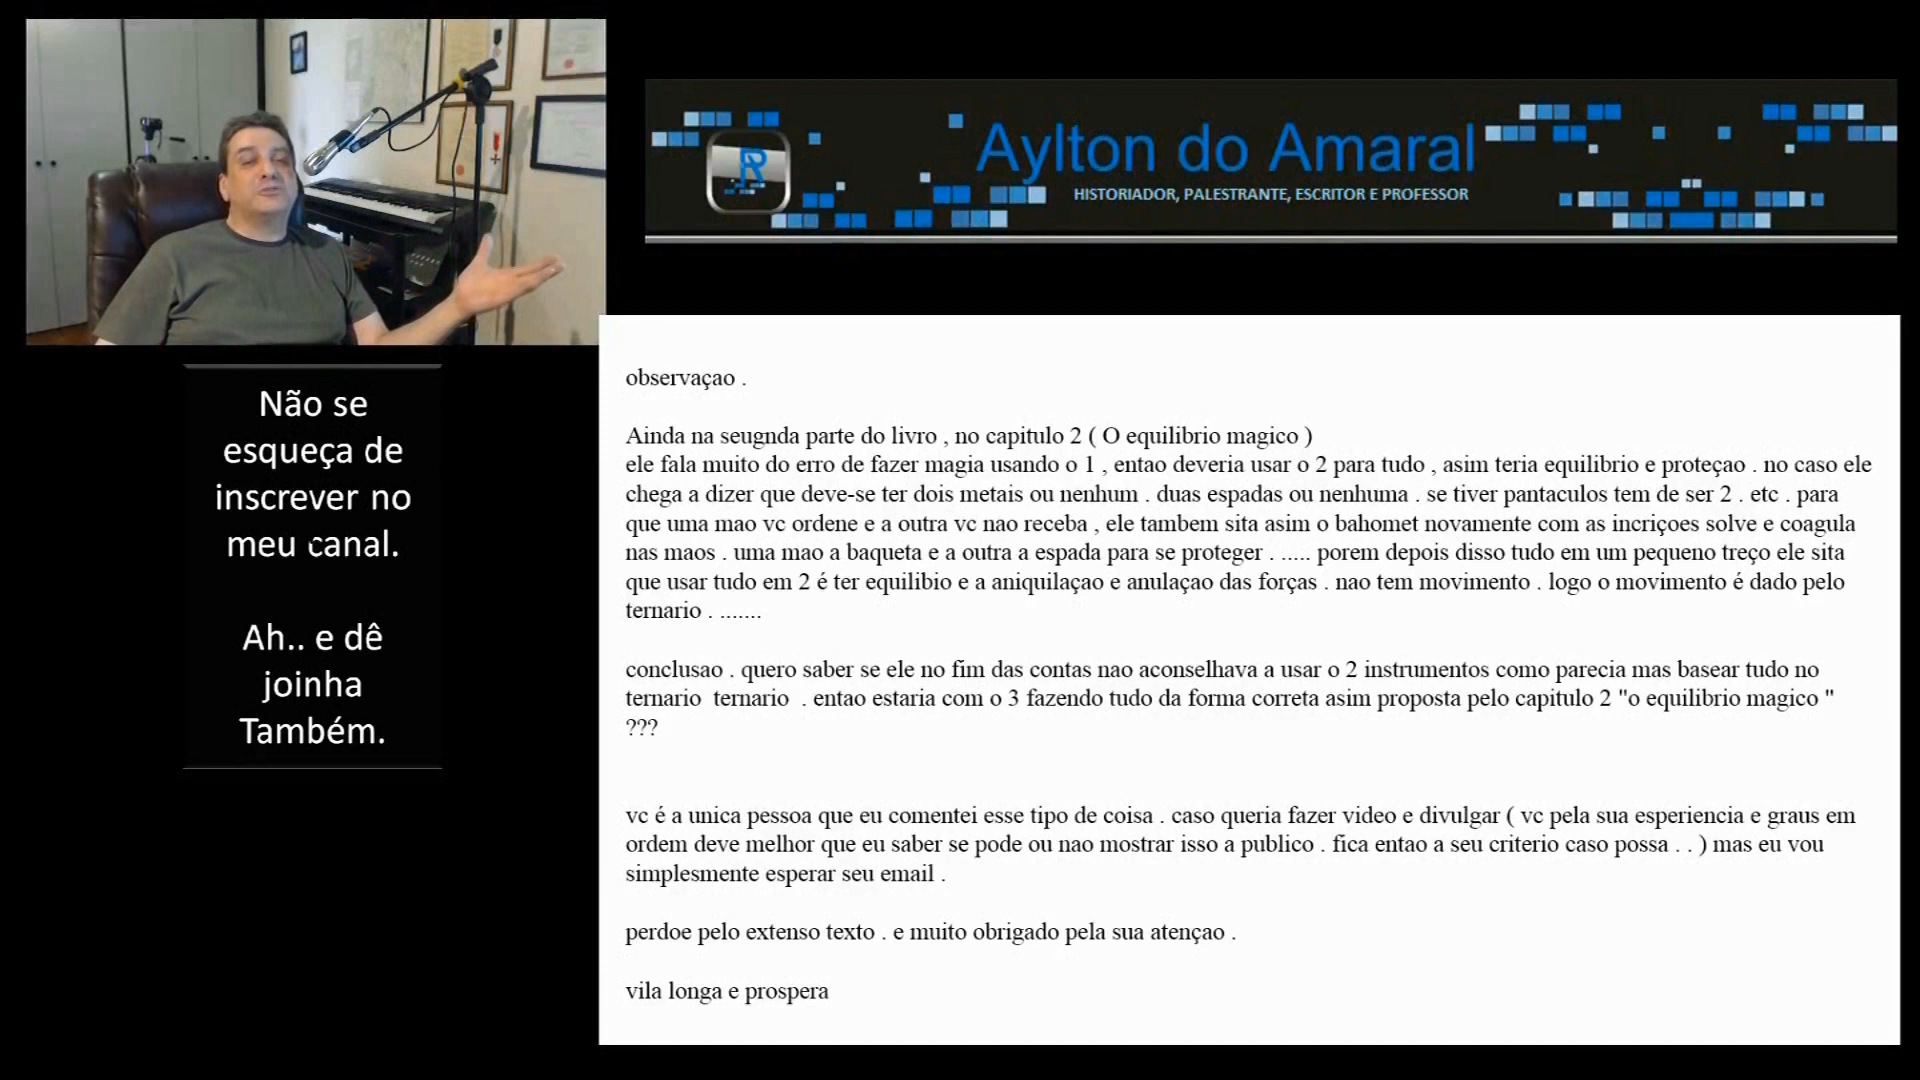 R
Aylton do Amaral
HISTORIADOR, PALESTRANTE, ESCRITOR E PROFESSOR
Não se
esqueça de
inscrever no
meu canal.
Ah.. e dê
joinha
Também.
observaçao .
Ainda na seugnda parte do livro , no capitulo 2 ( O equilibrio magico )
ele fala muito do erro de fazer magia usando o 1 , entao deveria usar o 2 para tudo , asim teria equilibrio e proteçao . no caso ele
chega a dizer que deve-se ter dois metais ou nenhum . duas espadas ou nenhuma . se tiver pantaculos tem de ser 2 . etc . para
que uma mao vc ordene e a outra vc nao receba , ele tambem sita asim o bahomet novamente com as incriçoes solve e coagula
nas maos . uma mao a baqueta e a outra a espada para se proteger . ..... porem depois disso tudo em um pequeno treço ele sita
que usar tudo em 2 é ter equilibio e a aniquilaçao e anulaçao das forças . nao tem movimento . logo o movimento é dado pelo
ternario . .......
conclusao . quero saber se ele no fim das contas nao aconselhava a usar o 2 instrumentos como parecia mas basear tudo no
ternario  ternario  . entao estaria com o 3 fazendo tudo da forma correta asim proposta pelo capitulo 2 "o equilibrio magico "
???
vc é a unica pessoa que eu comentei esse tipo de coisa . caso queria fazer video e divulgar ( vc pela sua esperiencia e graus em
ordem deve melhor que eu saber se pode ou nao mostrar isso a publico . fica entao a seu criterio caso possa . . ) mas eu vou
simplesmente esperar seu email .
perdoe pelo extenso texto . e muito obrigado pela sua atençao .
vila longa e prospera